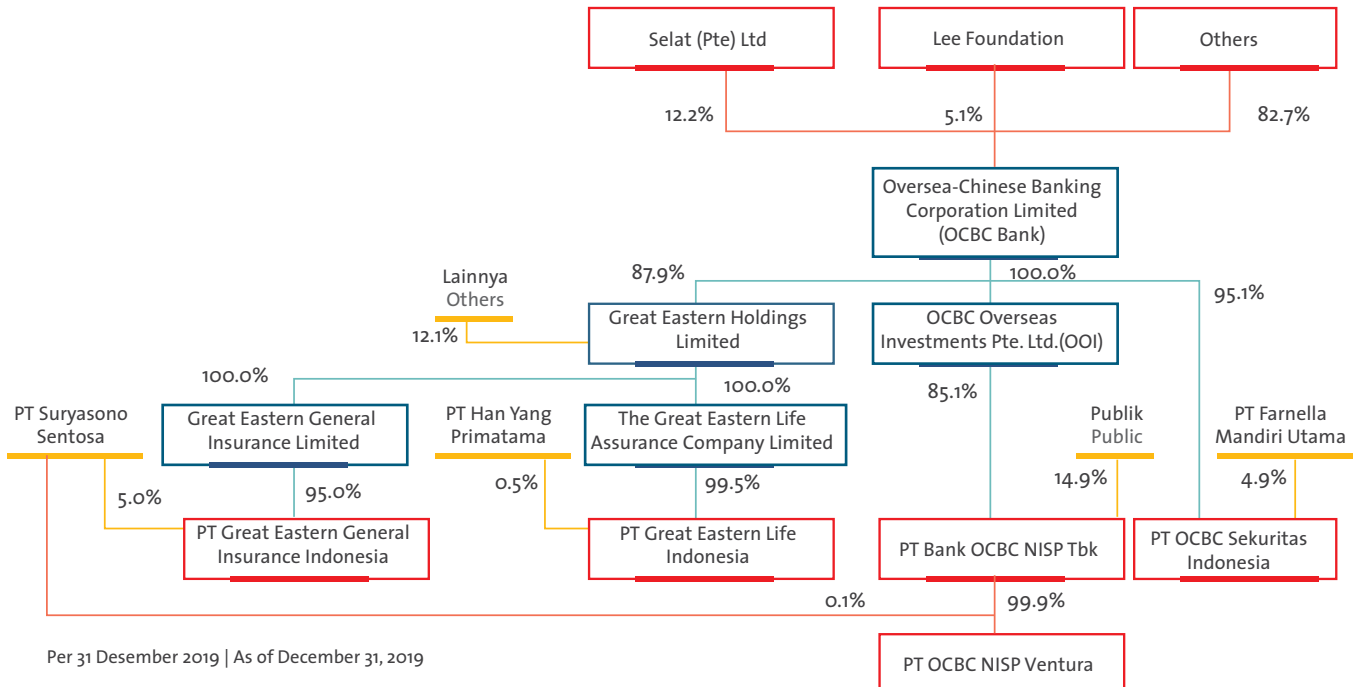 Selat (Pte) Ltd
Lee Foundation
Others
12.2%
5.1%
82.7%
Oversea-Chinese Banking
Corporation Limited
(OCBC Bank)
87.9%
100.0%
95.1%
Lainnya
Others
12.1%
Great Eastern Holdings
Limited
OCBC Overseas
Investments Pte. Ltd.(OOI)
100.0%
100.0%
85.1%
PT Suryasono
Sentosa
Great Eastern General
Insurance Limited
PT Han Yang
Primatama
The Great Eastern Life
Assurance Company Limited
Publik
Public
PT Farnella
Mandiri Utama
5.0%
95.0%
0.5%
99.5%
14.9%
4.9%
PT Great Eastern General
Insurance Indonesia
PT Great Eastern Life
Indonesia
PT Bank OCBC NISP Tbk
PT OCBC Sekuritas
Indonesia
0.1%
99.9%
Per 31 Desember 2019 | As of December 31, 2019
PT OCBC NISP Ventura